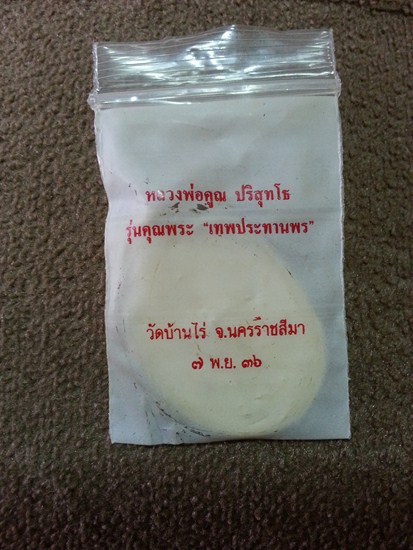 หลวงพ่อคูณ ปริสุทโธ
รุ่นคุณพระ "เทพประทานพร"
วัดบ้านไร่ จ.นครราชสีมา
๗ พ.ย. ๓๖